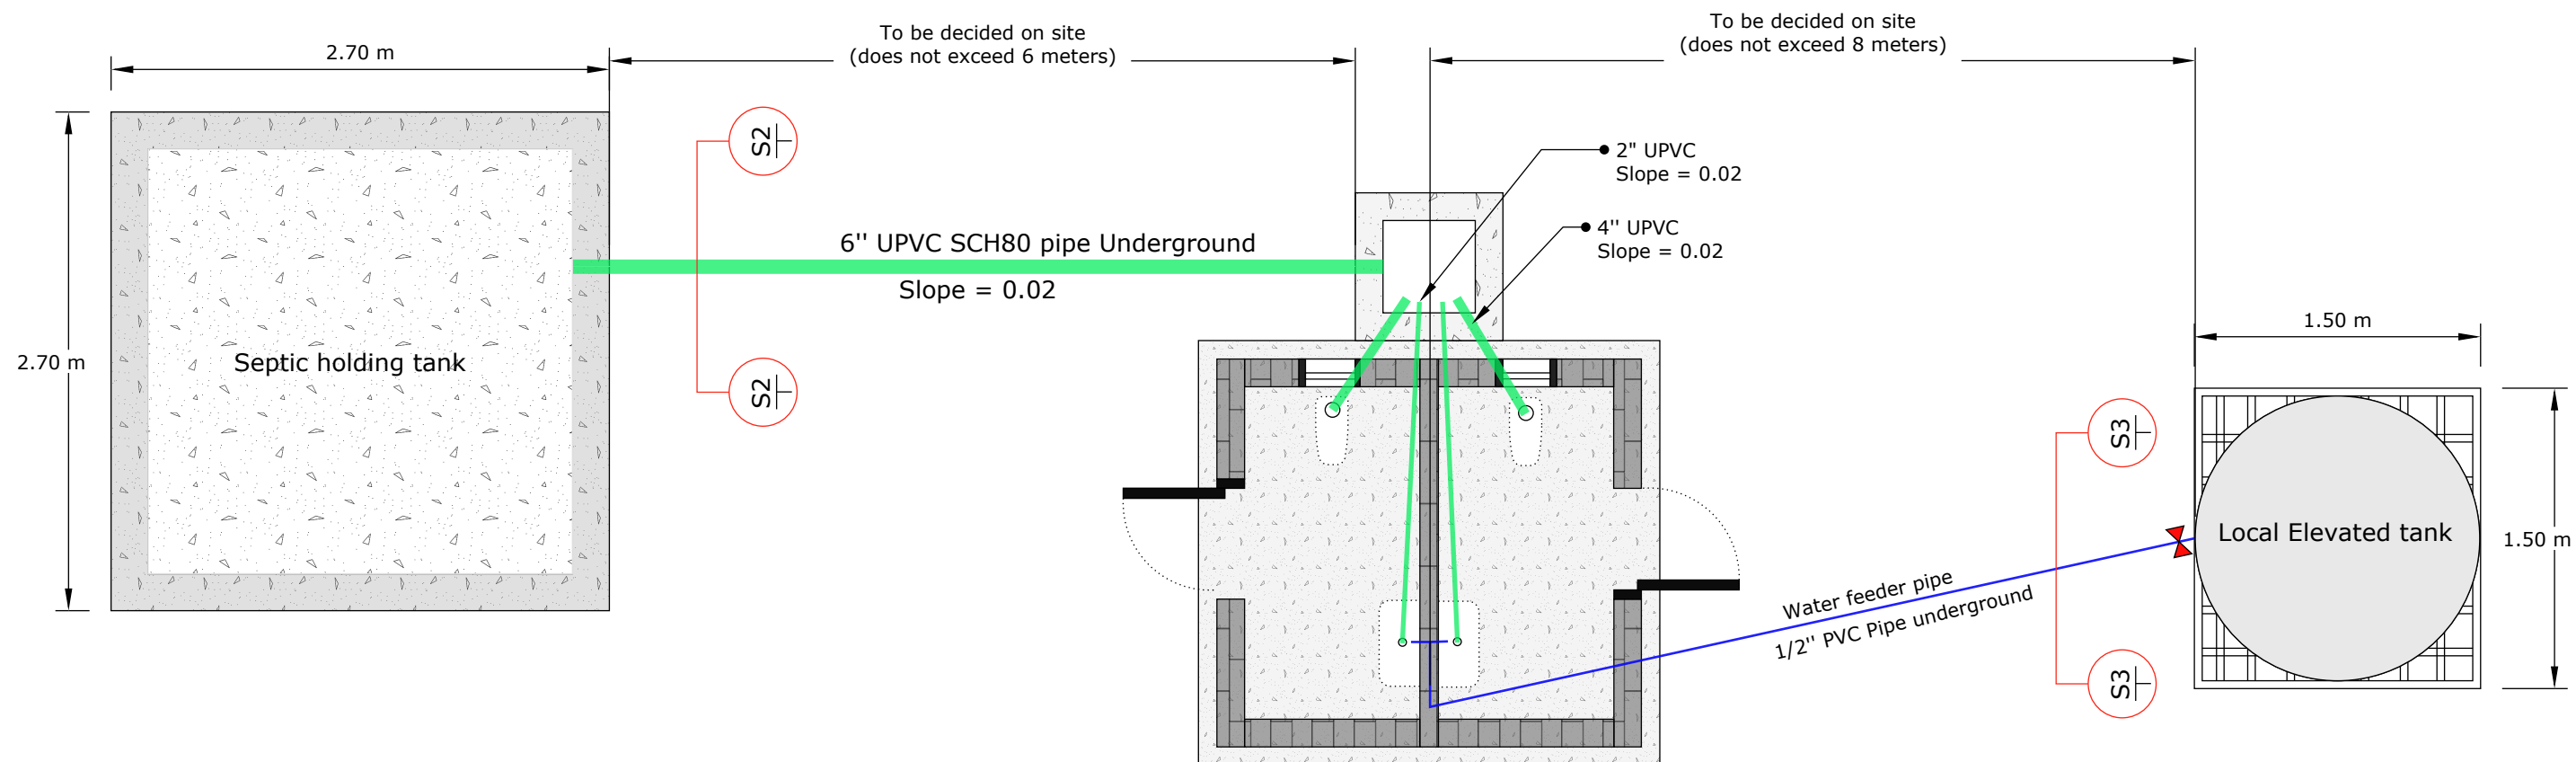 2.70 m
To be decided on site
(does not exceed 6 meters)
To be decided on site
(does not exceed 8 meters)
S2
2" UPVC
Slope = 0.02
4'' UPVC
Slope = 0.02
6'' UPVC SCH80 pipe Underground
Slope = 0.02
1.50 m
2.70 m
Septic holding tank
S2
S3
Local Elevated tank
1.50 m
Water feeder pipe
1/2'' PVC Pipe underground
S3